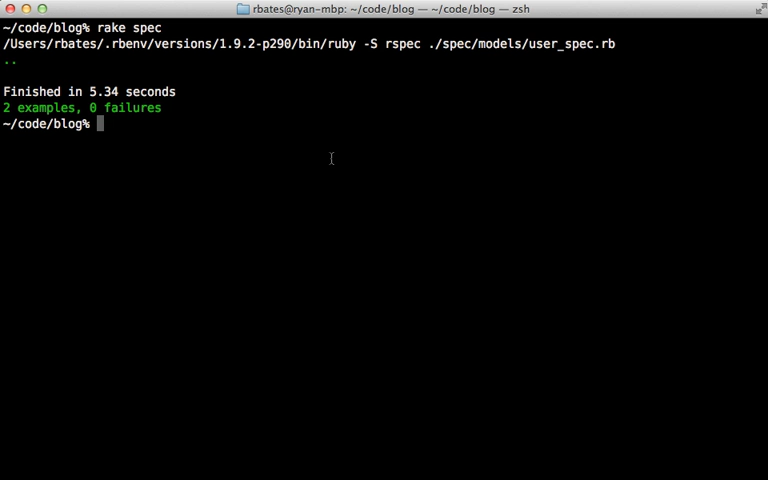 rbates@ryan-mbp: ~/code/blog — ~/code/blog — zsh
~/code/blog% rake spec
/Users/rbates/.rbenv/versions/1.9.2-p290/bin/ruby -S rspec ./spec/models/user_spec.rb
..
Finished in 5.34 seconds
2 examples, 0 failures
~/code/blog%